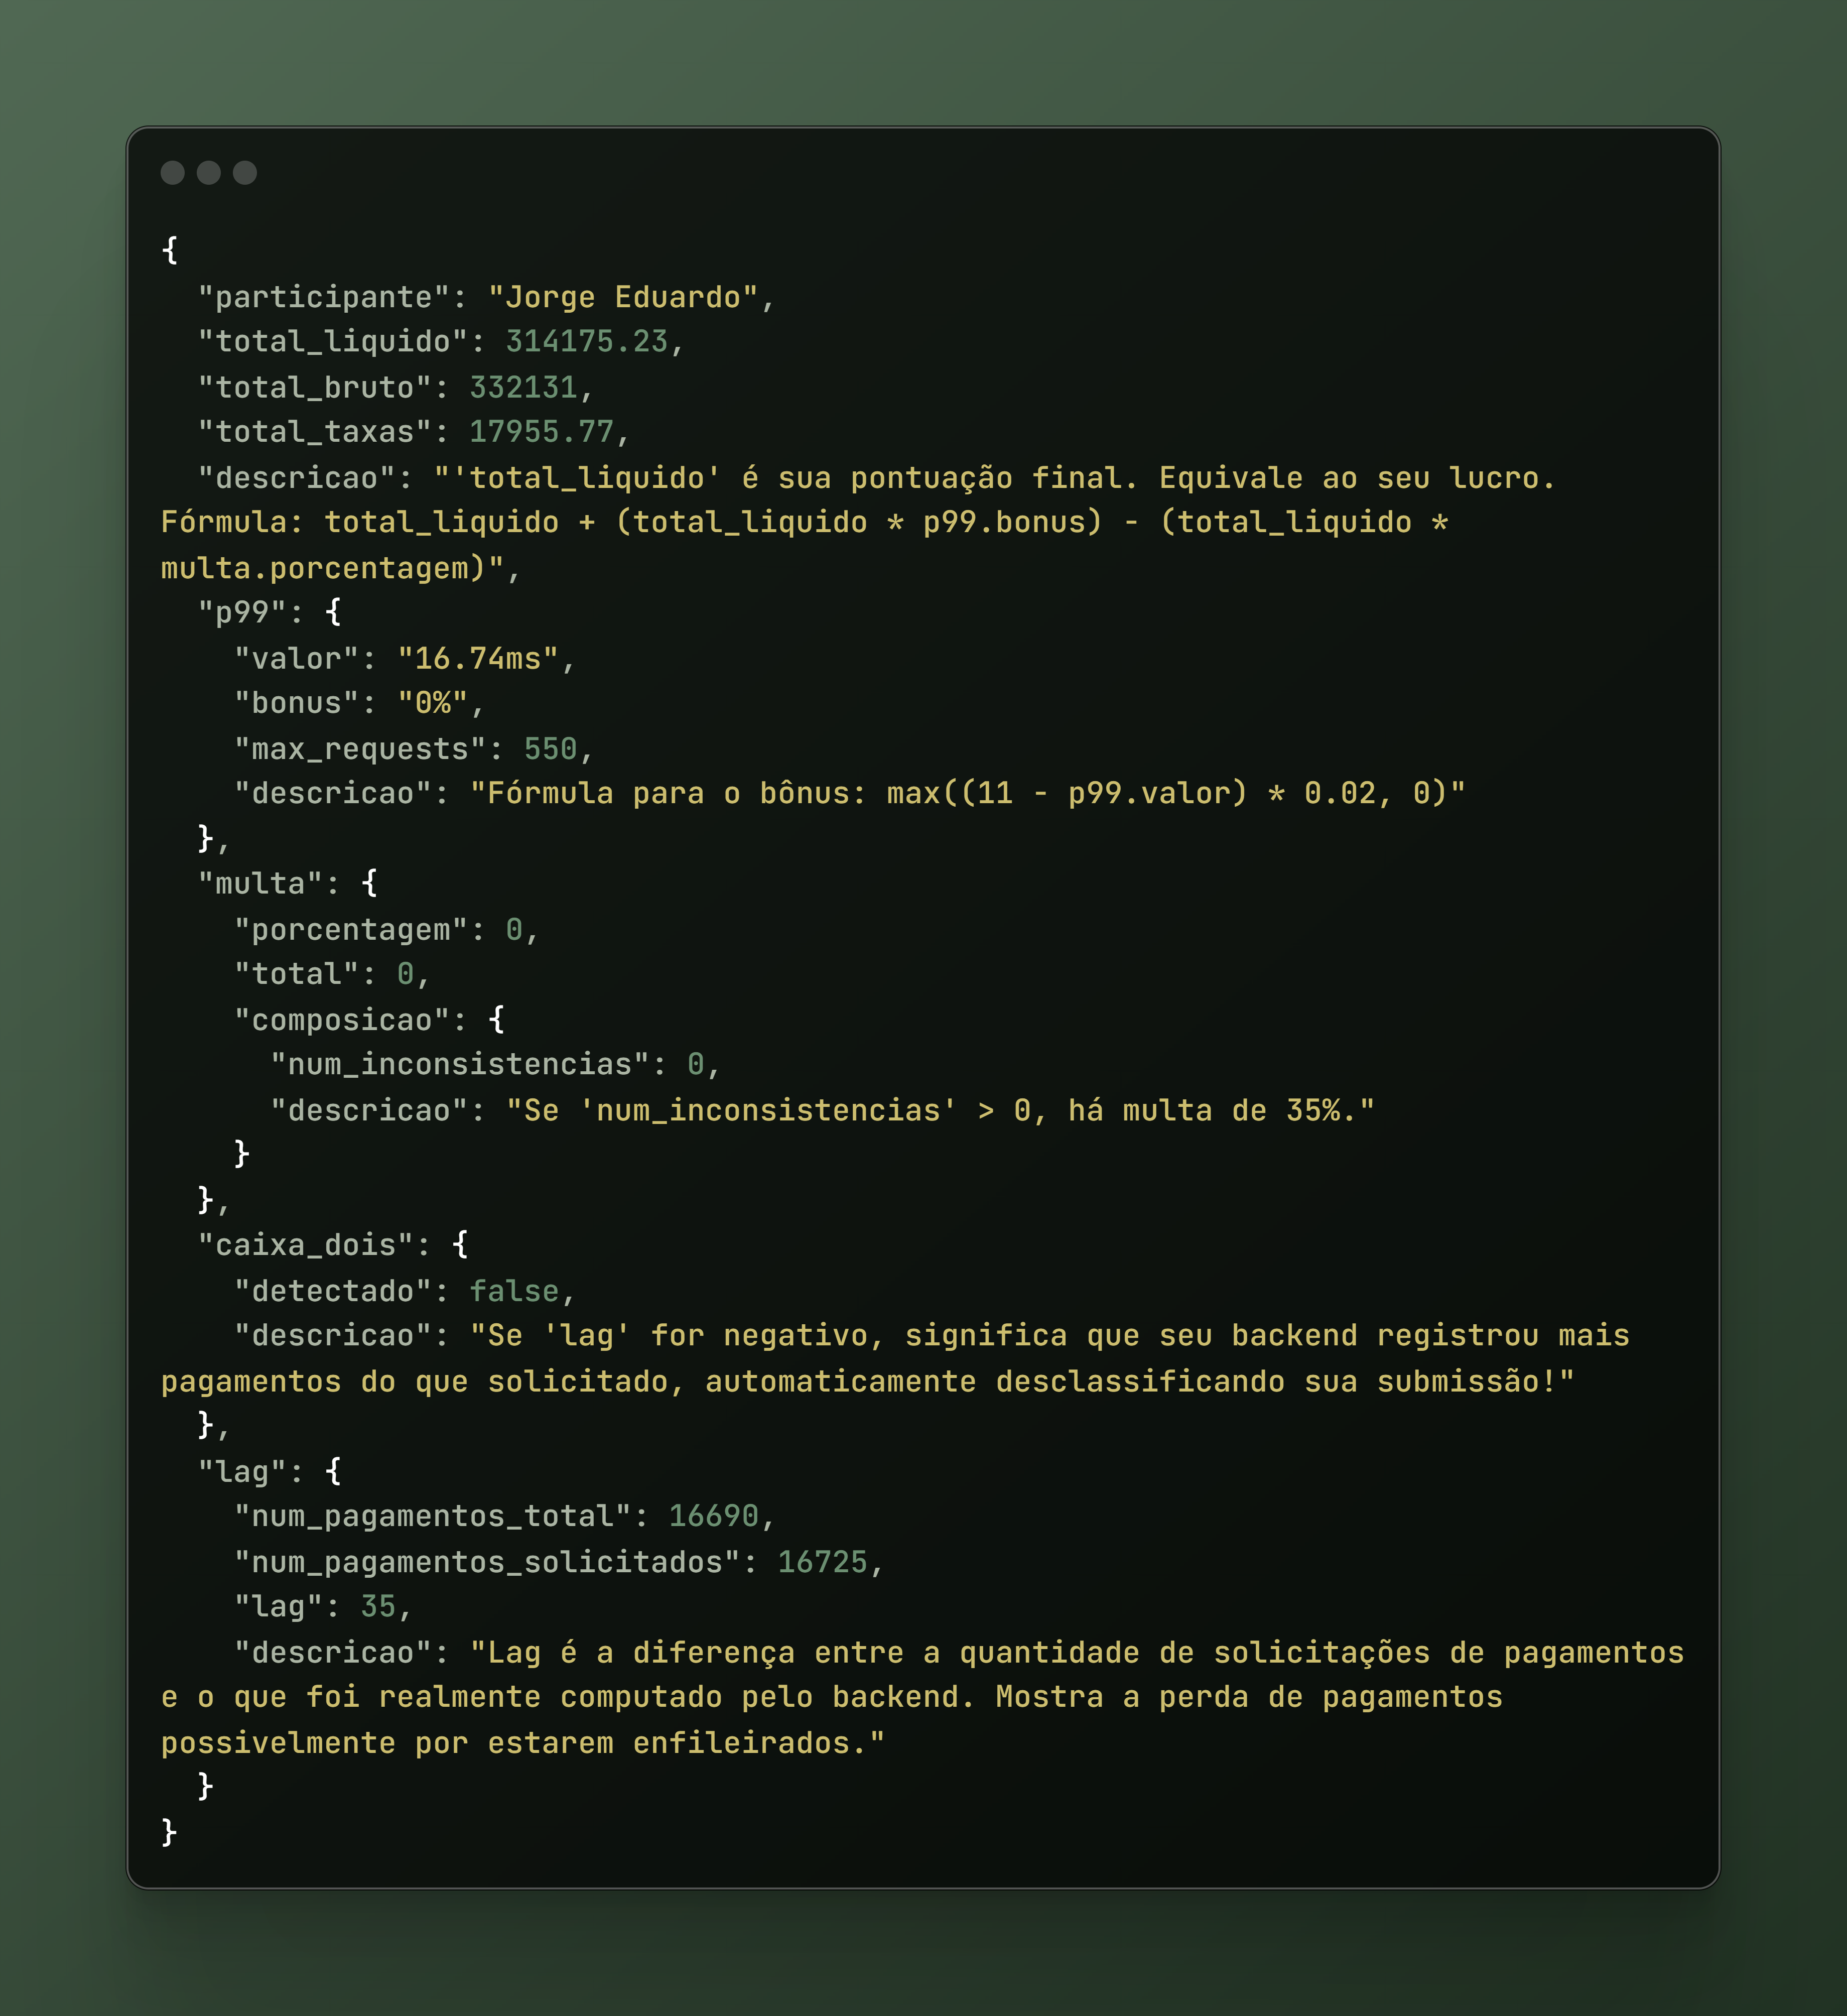 {
  "participante": "Jorge Eduardo",
  "total_liquido": 314175.23,
  "total_bruto": 332131,
  "total_taxas": 17955.77,
  "descricao": "'total_liquido' é sua pontuação final. Equivale ao seu lucro.
Fórmula: total_liquido + (total_liquido * p99.bonus) - (total_liquido *
multa.porcentagem)",
  "p99": {
    "valor": "16.74ms",
    "bonus": "0%",
    "max_requests": 550,
    "descricao": "Fórmula para o bônus: max((11 - p99.valor) * 0.02, 0)"
  },
  "multa": {
    "porcentagem": 0,
    "total": 0,
    "composicao": {
      "num_inconsistencias": 0,
      "descricao": "Se 'num_inconsistencias' > 0, há multa de 35%."
    }
  },
  "caixa_dois": {
    "detectado": false,
    "descricao": "Se 'lag' for negativo, significa que seu backend registrou mais
pagamentos do que solicitado, automaticamente desclassificando sua submissão!"
  },
  "lag": {
    "num_pagamentos_total": 16690,
    "num_pagamentos_solicitados": 16725,
    "lag": 35,
    "descricao": "Lag é a diferença entre a quantidade de solicitações de pagamentos
e o que foi realmente computado pelo backend. Mostra a perda de pagamentos
possivelmente por estarem enfileirados."
  }
}